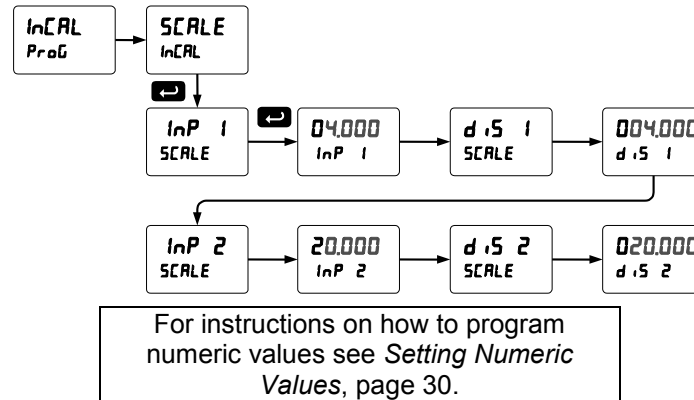 InCAL
ProG
SCALE
InCAL
InP 1
SCALE
04.000
InP 1
diS 1
SCALE
004.000
diS 1
InP 2
SCALE
20.000
InP 2
diS 2
SCALE
020.000
diS 2
For instructions on how to program
numeric values see Setting Numeric
Values, page 30.